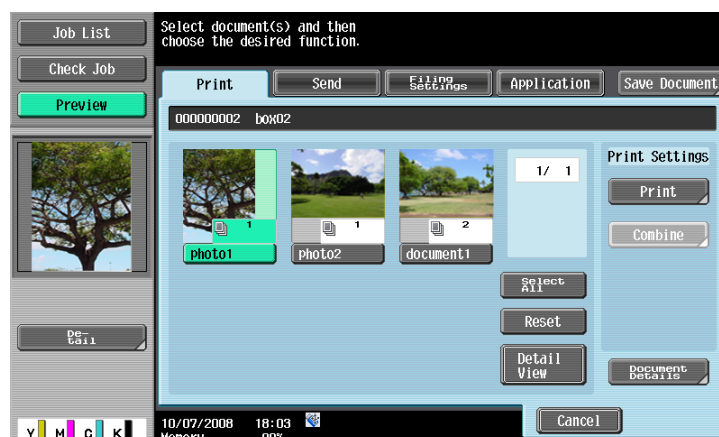 Job List
Check Job
Preview
De-
tail
Y M C K
Select document(s) and then
choose the desired function.
Print
Send
Filing
Settings
Application
Save Document
000000002 box02
1
photo1
1
photo2
2
document1
1/ 1
Select
All
Reset
Detail
View
Print Settings
Print
Combine
Document
Details
10/07/2008 18:03
Memory 00%
Cancel